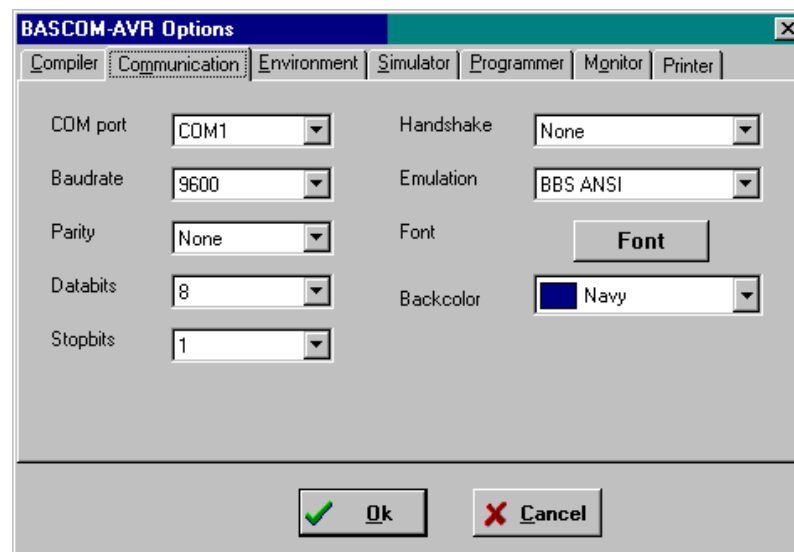 BASCOM-AVR Options
Compiler Communication Environment Simulator Programmer Monitor Printer
COM port COM1 Handshake None
Baudrate 9600 Emulation BBS ANSI
Parity None Font Font
Databits 8 Backcolor Navy
Stopbits 1
Ok Cancel